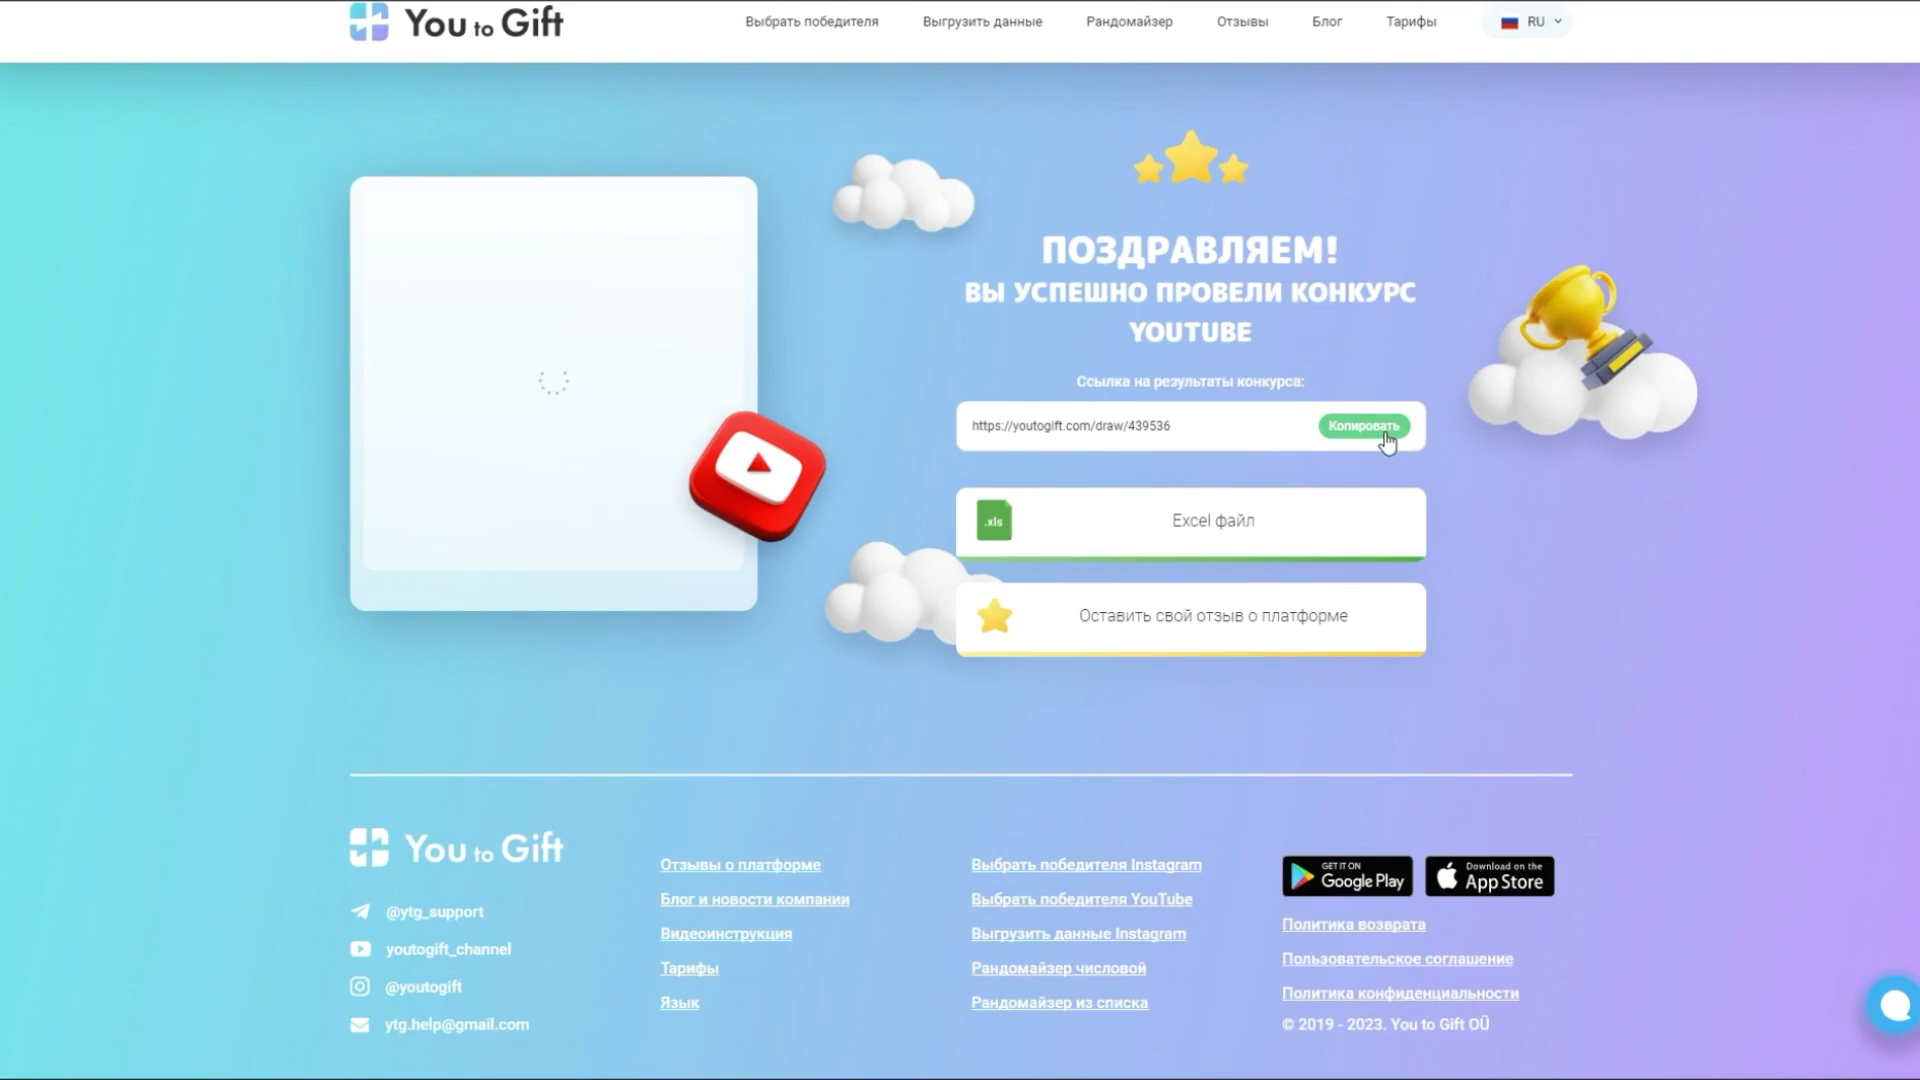 You to Gift
Выбрать победителя
Выгрузить данные
Рандомайзер
Отзывы
Блог
Тарифы
RU
ПОЗДРАВЛЯЕМ!
ВЫ УСПЕШНО ПРОВЕЛИ КОНКУРС
YOUTUBE
Ссылка на результаты конкурса:
https://youtogift.com/draw/439536
Копировать
.xls
Excel файл
Оставить свой отзыв о платформе
You to Gift
@ytg_support
youtogift_channel
@youtogift
ytg.help@gmail.com
Отзывы о платформе
Блог и новости компании
Видеоинструкция
Тарифы
Язык
Выбрать победителя Instagram
Выбрать победителя YouTube
Выгрузить данные Instagram
Рандомайзер числовой
Рандомайзер из списка
GET IT ON
Google Play
Download on the
App Store
Политика возврата
Пользовательское соглашение
Политика конфиденциальности
© 2019 - 2023. You to Gift OÜ